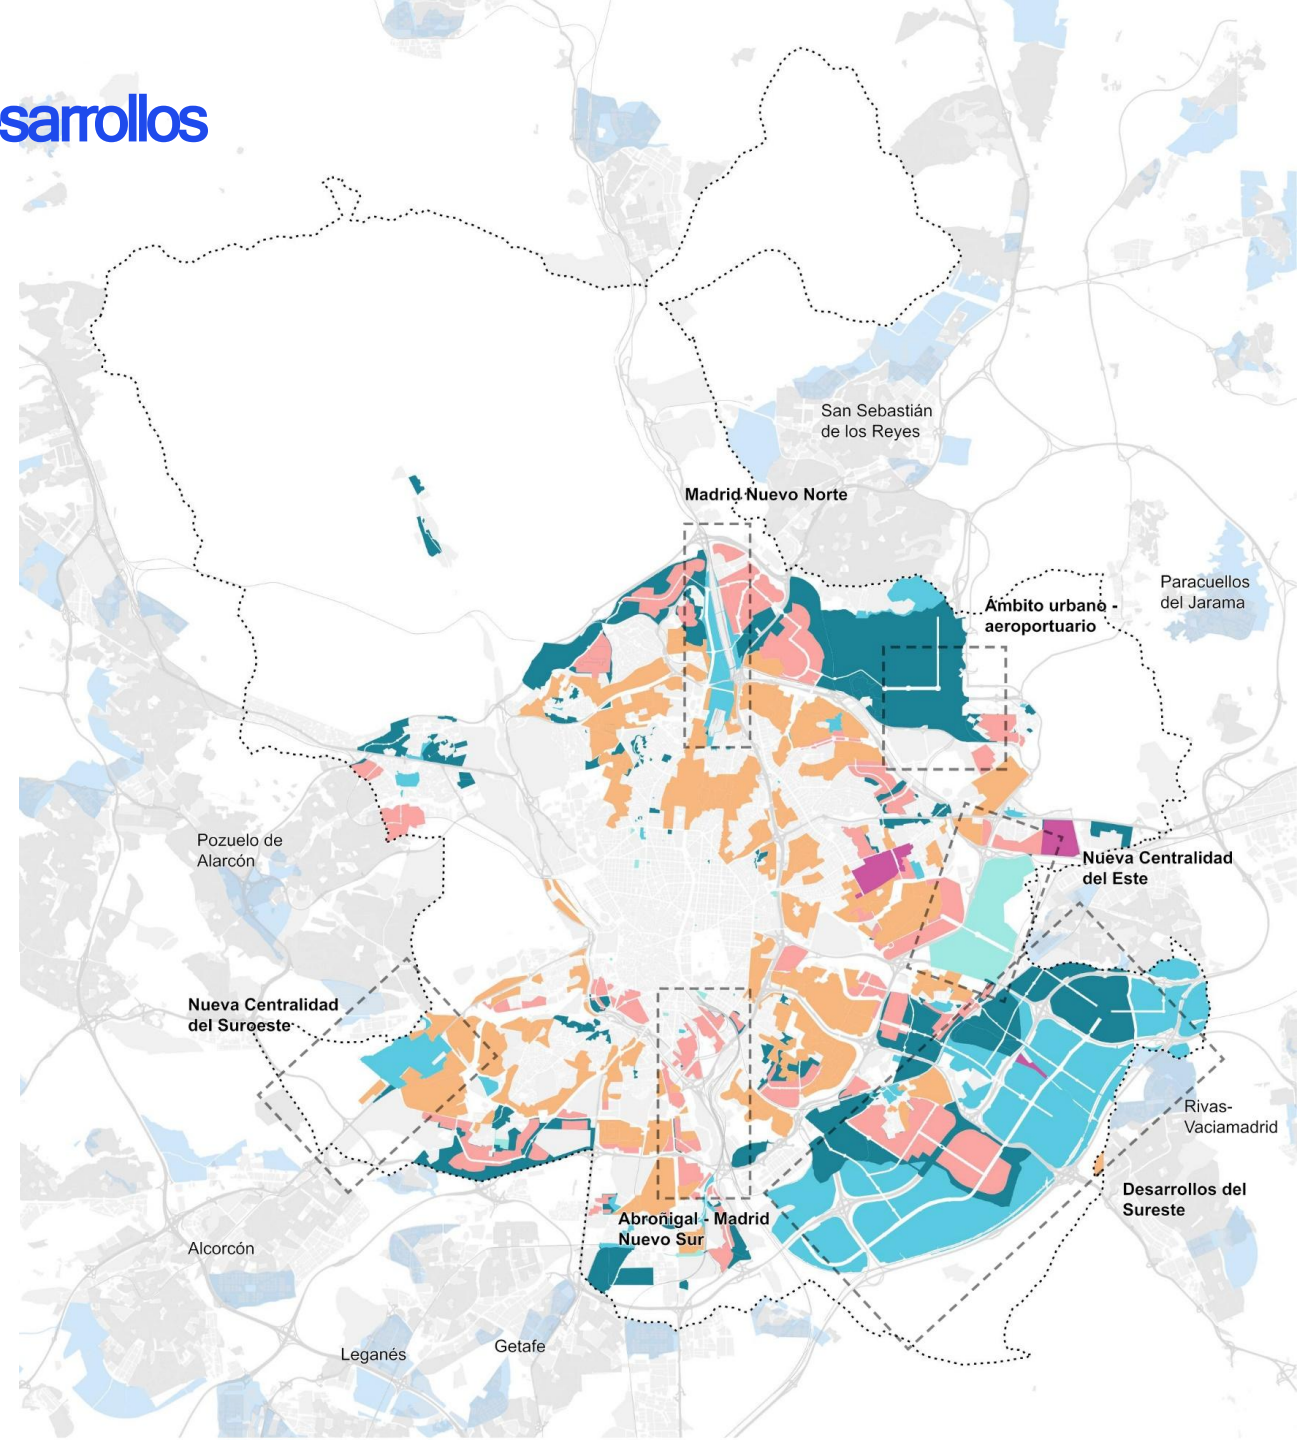 sarrollos
San Sebastián
de los Reyes
Madrid Nuevo Norte
Paracuellos
del Jarama
Ámbito urbano -
aeroportuario
Pozuelo de
Alarcón
Nueva Centralidad
del Este
Nueva Centralidad
del Suroeste
Rivas-
Vaciamadrid
Desarrollos del
Sureste
Abroñigal - Madrid
Nuevo Sur
Alcorcón
Getafe
Leganés